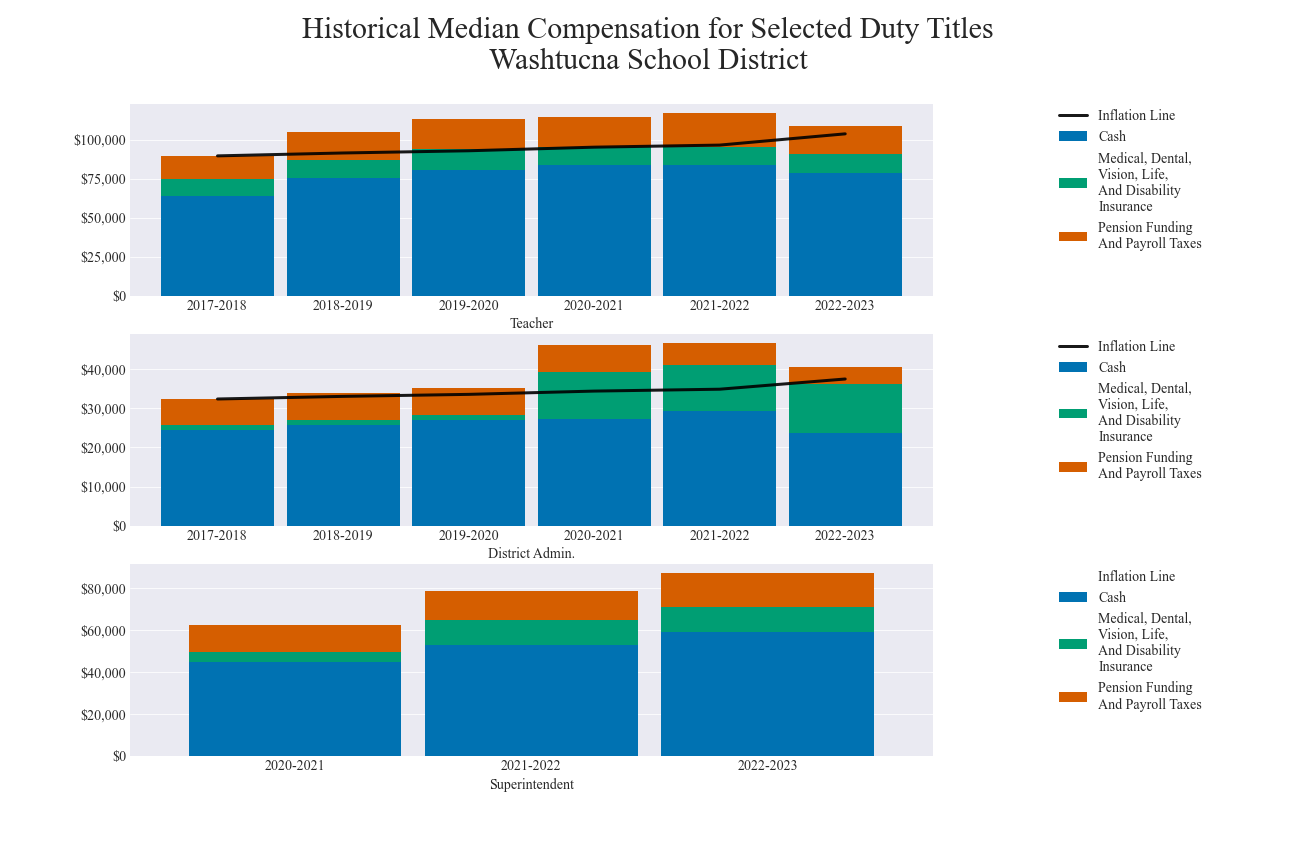 Historical Median Compensation for Selected Duty Titles
Washtucna School District
$100,000
$75,000
$50,000
$25,000
$0
2017-2018 2018-2019 2019-2020 2020-2021 2021-2022 2022-2023
Teacher
Inflation Line
Cash
Medical, Dental,
Vision, Life,
And Disability
Insurance
Pension Funding
And Payroll Taxes
$40,000
$30,000
$20,000
$10,000
$0
2017-2018 2018-2019 2019-2020 2020-2021 2021-2022 2022-2023
District Admin.
Inflation Line
Cash
Medical, Dental,
Vision, Life,
And Disability
Insurance
Pension Funding
And Payroll Taxes
$80,000
$60,000
$40,000
$20,000
$0
2020-2021 2021-2022 2022-2023
Superintendent
Inflation Line
Cash
Medical, Dental,
Vision, Life,
And Disability
Insurance
Pension Funding
And Payroll Taxes